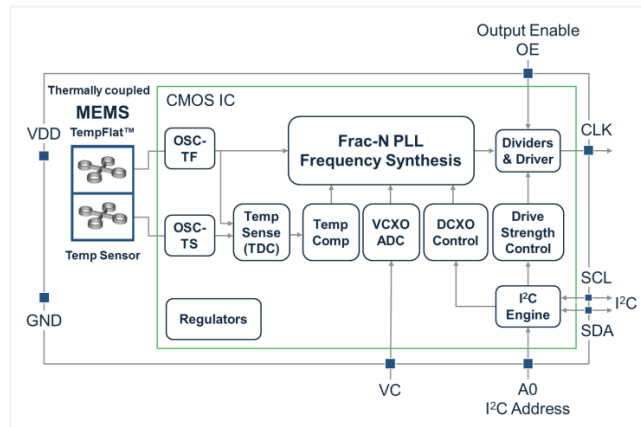 Output Enable
OE
Thermally coupled
MEMS
TempFlat™
CMOS IC
VDD
CLK
OSC-
TF
Frac-N PLL
Frequency Synthesis
Dividers
& Driver
OSC-
TS
Temp
Sense
(TDC)
Temp
Comp
VCXO
ADC
DCXO
Control
Drive
Strength
Control
Temp Sensor
SCL
I²C
SDA
I²C
Engine
GND
Regulators
VC
A0
I²C Address